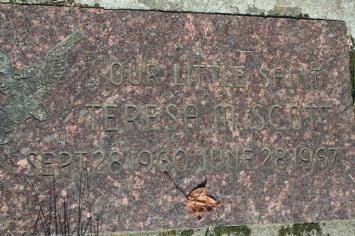 OUR LITTLE SAINT
TERESA M. SCOTT
SEPT. 28, 1960 JUNE 28, 1967